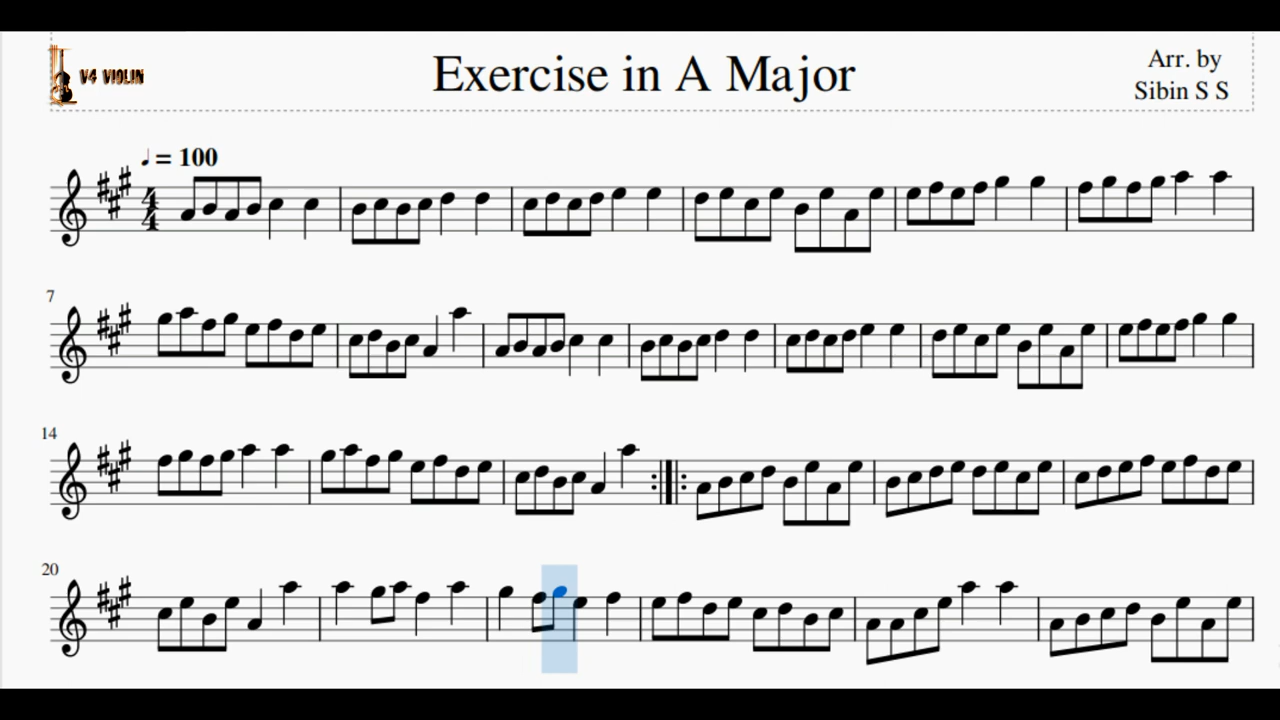 V4 VIOLIN
Exercise in A Major
Arr. by
Sibin S S
♩ = 100
4
4
7
14
20